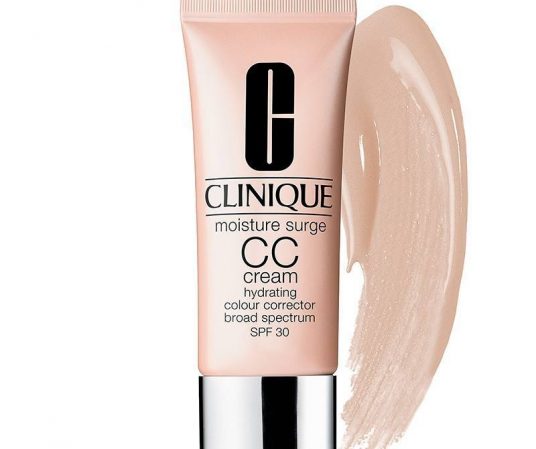 C
CLINIQUE
moisture surge
CC
cream
hydrating
colour corrector
broad spectrum
SPF 30